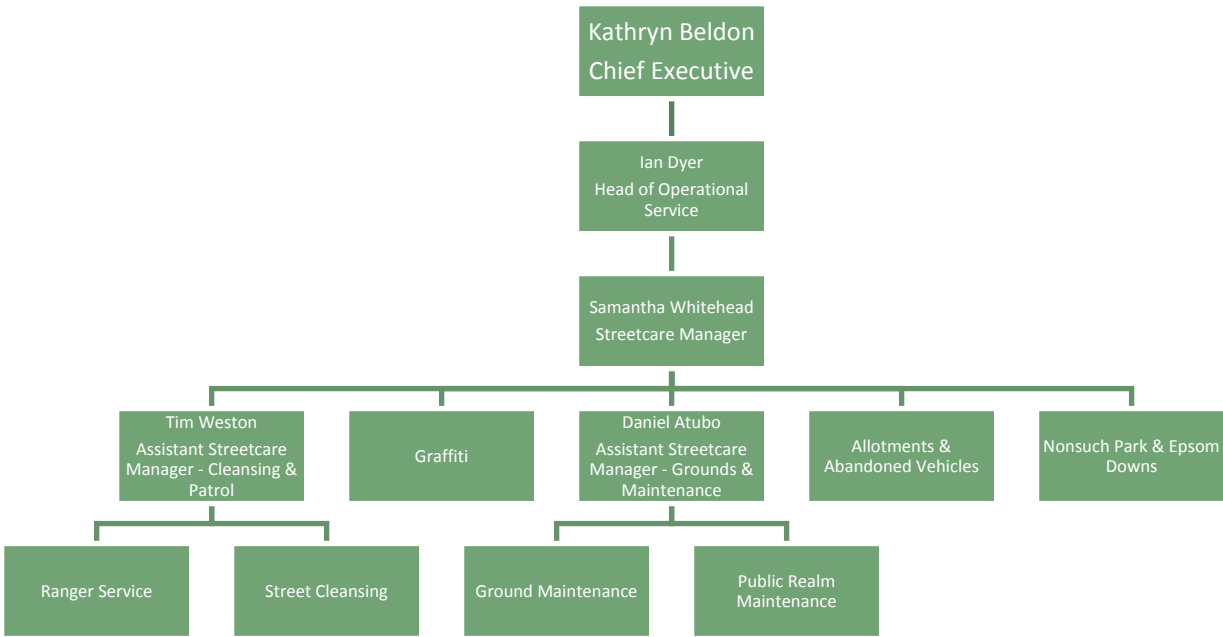 Kathryn Beldon
Chief Executive
Ian Dyer
Head of Operational
Service
Samantha Whitehead
Streetcare Manager
Tim Weston
Assistant Streetcare
Manager - Cleansing &
Patrol
Graffiti
Daniel Atubo
Assistant Streetcare
Manager - Grounds &
Maintenance
Allotments &
Abandoned Vehicles
Nonsuch Park & Epsom
Downs
Ranger Service
Street Cleansing
Ground Maintenance
Public Realm
Maintenance